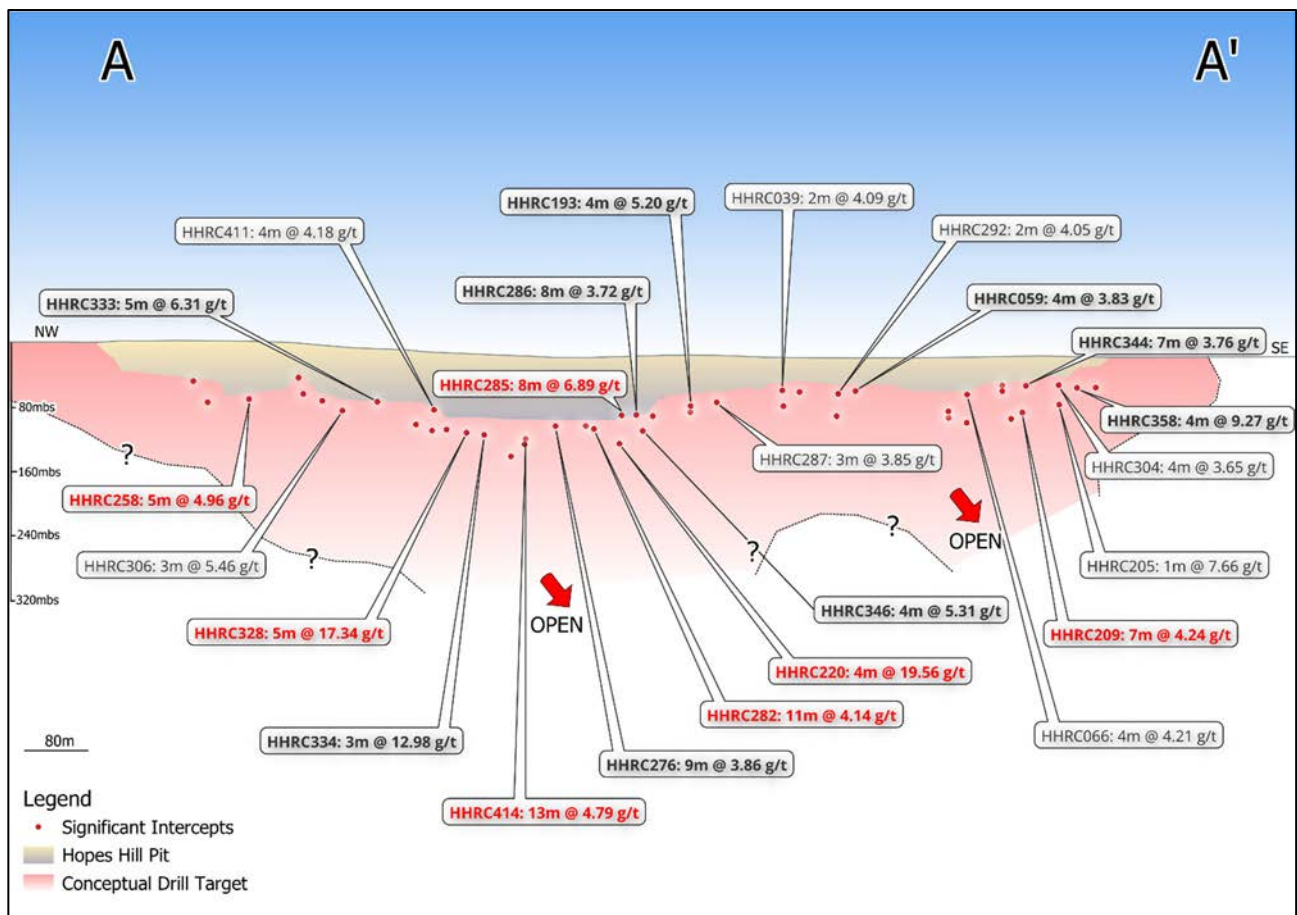 A
A'
HHRC193: 4m @ 5.20 g/t
HHRC039: 2m @ 4.09 g/t
HHRC411: 4m @ 4.18 g/t
HHRC292: 2m @ 4.05 g/t
HHRC286: 8m @ 3.72 g/t
HHRC333: 5m @ 6.31 g/t
HHRC059: 4m @ 3.83 g/t
NW
HHRC344: 7m @ 3.76 g/t
SE
HHRC285: 8m @ 6.89 g/t
80mbs
HHRC358: 4m @ 9.27 g/t
?
HHRC287: 3m @ 3.85 g/t
HHRC304: 4m @ 3.65 g/t
160mbs
HHRC258: 5m @ 4.96 g/t
?
240mbs
OPEN
?
?
HHRC306: 3m @ 5.46 g/t
HHRC205: 1m @ 7.66 g/t
320mbs
HHRC346: 4m @ 5.31 g/t
OPEN
HHRC328: 5m @ 17.34 g/t
HHRC209: 7m @ 4.24 g/t
HHRC220: 4m @ 19.56 g/t
HHRC282: 11m @ 4.14 g/t
HHRC066: 4m @ 4.21 g/t
HHRC334: 3m @ 12.98 g/t
80m
HHRC276: 9m @ 3.86 g/t
HHRC414: 13m @ 4.79 g/t
Legend
Significant Intercepts
Hopes Hill Pit
Conceptual Drill Target